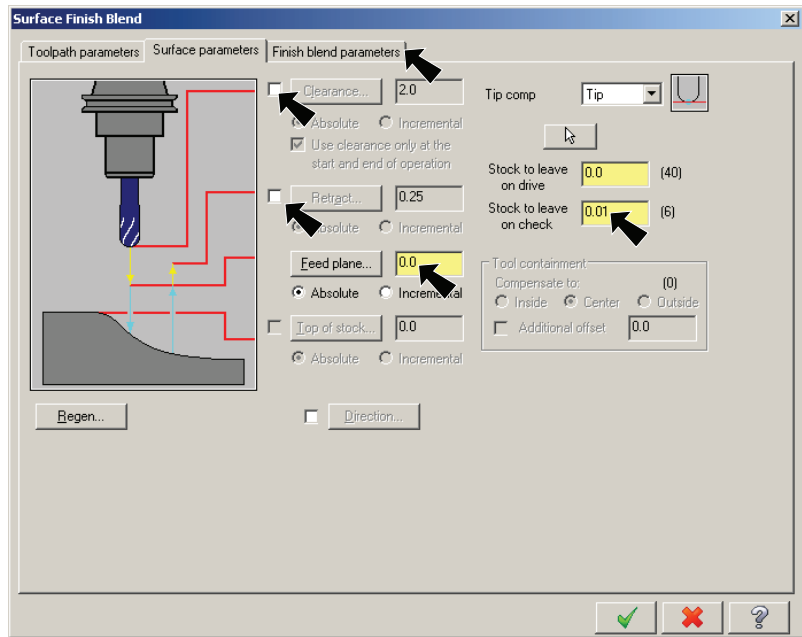 Surface Finish Blend
Toolpath parameters
Surface parameters
Finish blend parameters
Clearance...
2.0
Absolute
Incremental
Use clearance only at the
start and end of operation
Retract...
0.25
Absolute
Incremental
Feed plane...
0.0
Absolute
Incremental
Top of stock...
0.0
Absolute
Incremental
Tip comp
Tip
Stock to leave
on drive
0.0
(40)
Stock to leave
on check
0.01
(6)
Tool containment
Compensate to:
(0)
Inside
Center
Outside
Additional offset
0.0
Regen...
Direction...